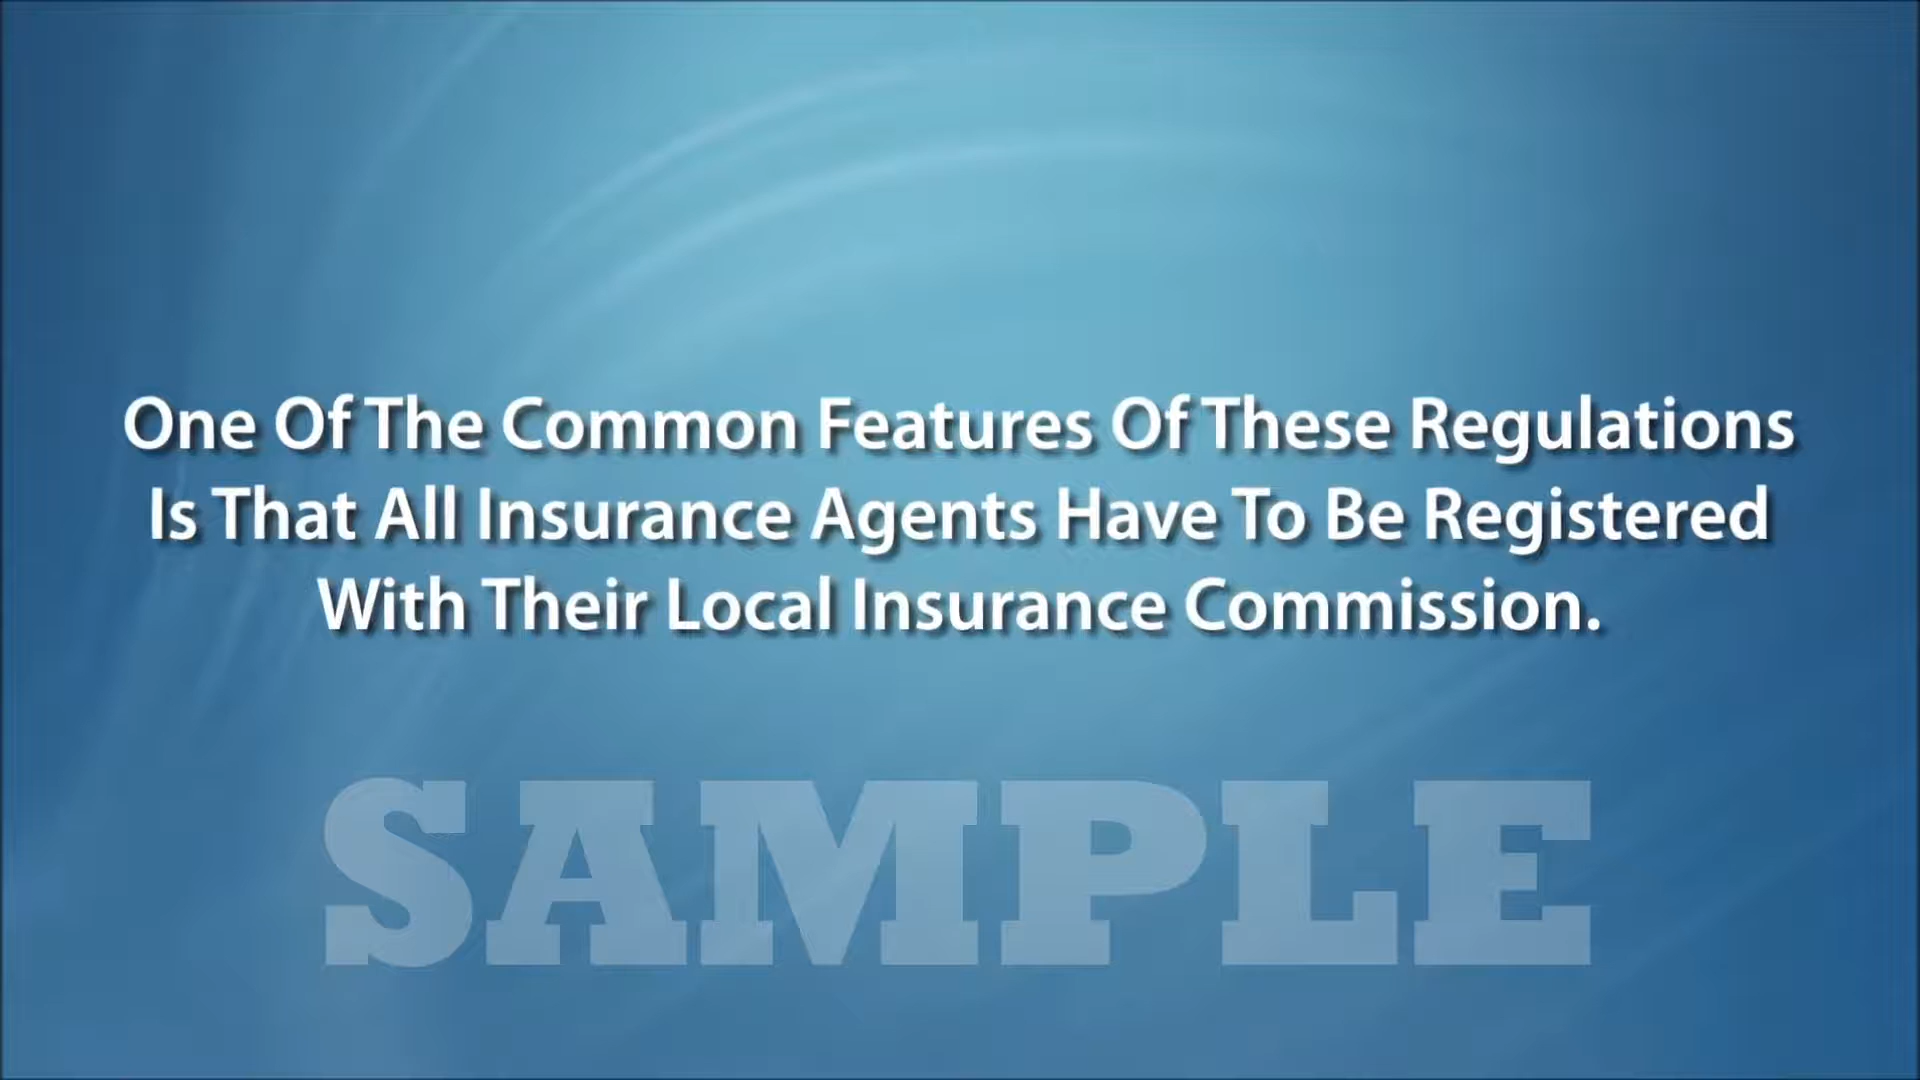 One Of The Common Features Of These Regulations
Is That All Insurance Agents Have To Be Registered
With Their Local Insurance Commission.
SAMPLE